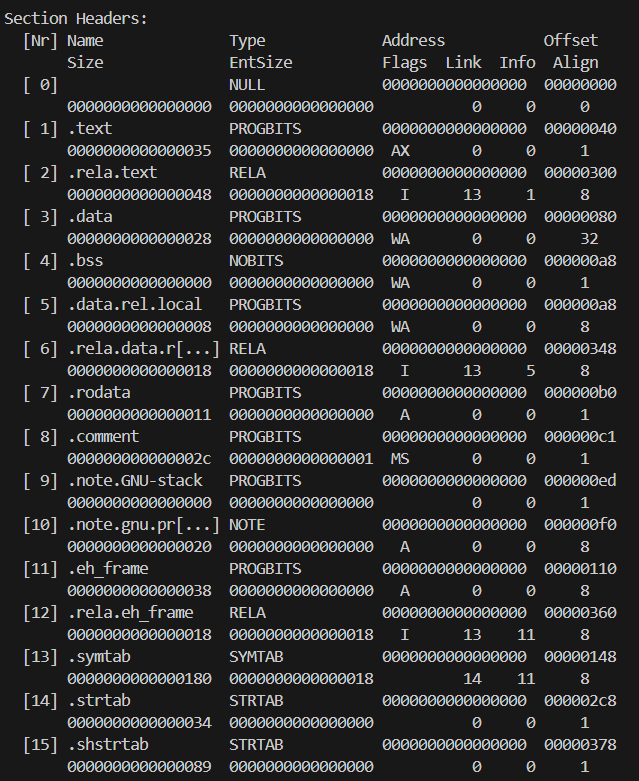 Section Headers:
  [Nr] Name              Type             Address           Offset
       Size              EntSize          Flags  Link  Info  Align
  [ 0]                   NULL             0000000000000000  00000000
       0000000000000000  0000000000000000           0     0     0
  [ 1] .text             PROGBITS         0000000000000000  00000040
       0000000000000035  0000000000000000  AX       0     0     1
  [ 2] .rela.text        RELA             0000000000000000  00000300
       0000000000000048  0000000000000018   I      13     1     8
  [ 3] .data             PROGBITS         0000000000000000  00000080
       0000000000000028  0000000000000000  WA       0     0     32
  [ 4] .bss              NOBITS           0000000000000000  000000a8
       0000000000000000  0000000000000000  WA       0     0     1
  [ 5] .data.rel.local   PROGBITS         0000000000000000  000000a8
       0000000000000008  0000000000000000  WA       0     0     8
  [ 6] .rela.data.r[...] RELA             0000000000000000  00000348
       0000000000000018  0000000000000018   I      13     5     8
  [ 7] .rodata           PROGBITS         0000000000000000  000000b0
       0000000000000011  0000000000000000   A       0     0     1
  [ 8] .comment          PROGBITS         0000000000000000  000000c1
       000000000000002c  0000000000000001  MS       0     0     1
  [ 9] .note.GNU-stack   PROGBITS         0000000000000000  000000ed
       0000000000000000  0000000000000000           0     0     1
  [10] .note.gnu.pr[...] NOTE             0000000000000000  000000f0
       0000000000000020  0000000000000000   A       0     0     8
  [11] .eh_frame         PROGBITS         0000000000000000  00000110
       0000000000000038  0000000000000000   A       0     0     8
  [12] .rela.eh_frame    RELA             0000000000000000  00000360
       0000000000000018  0000000000000018   I      13    11     8
  [13] .symtab           SYMTAB           0000000000000000  00000148
       0000000000000180  0000000000000018          14    11     8
  [14] .strtab           STRTAB           0000000000000000  000002c8
       0000000000000034  0000000000000000           0     0     1
  [15] .shstrtab         STRTAB           0000000000000000  00000378
       0000000000000089  0000000000000000           0     0     1